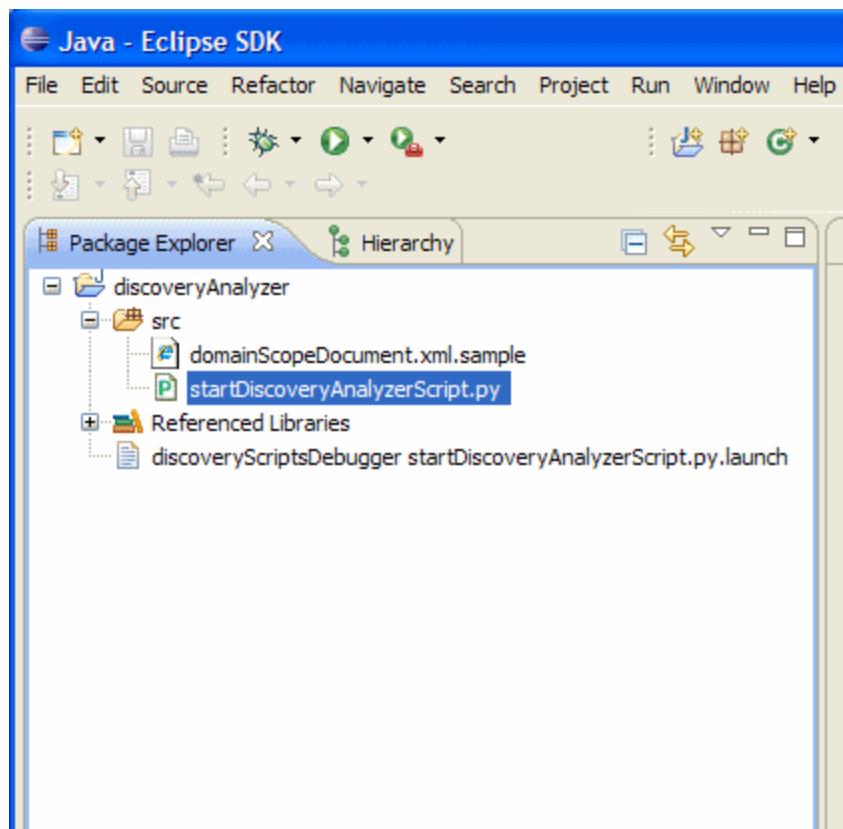 Java - Eclipse SDK
File Edit Source Refactor Navigate Search Project Run Window Help
Package Explorer Hierarchy
discoveryAnalyzer
src
domainScopeDocument.xml.sample
startDiscoveryAnalyzerScript.py
Referenced Libraries
discoveryScriptsDebugger startDiscoveryAnalyzerScript.py.launch